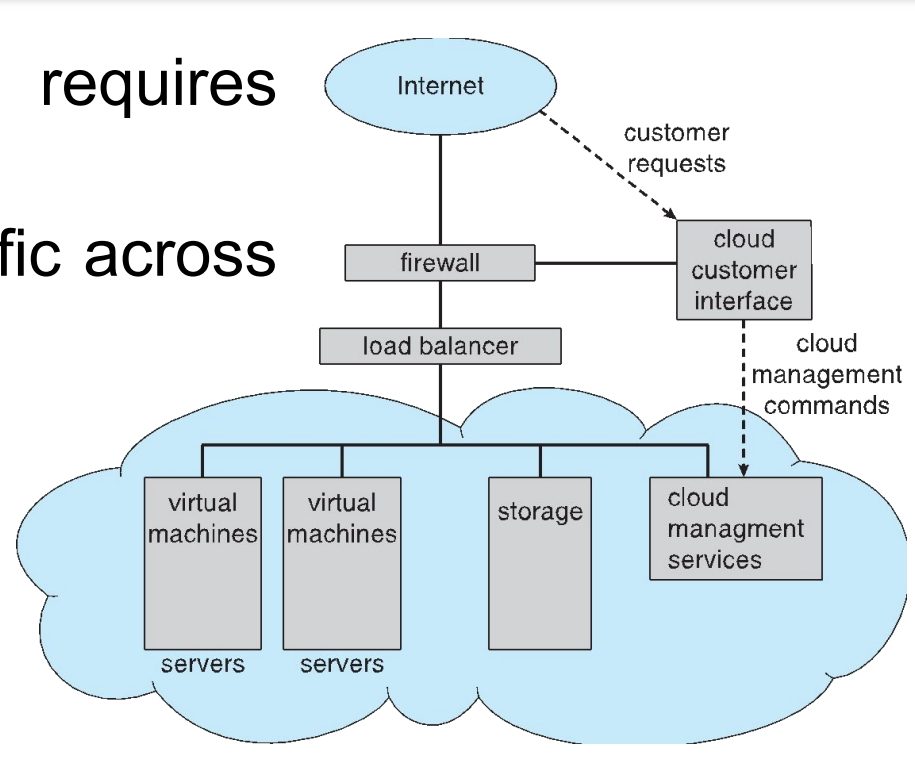 requires
Internet
customer
requests
fic across
firewall
cloud
customer
interface
load balancer
cloud
management
commands
virtual
machines
virtual
machines
storage
cloud
managment
services
servers
servers